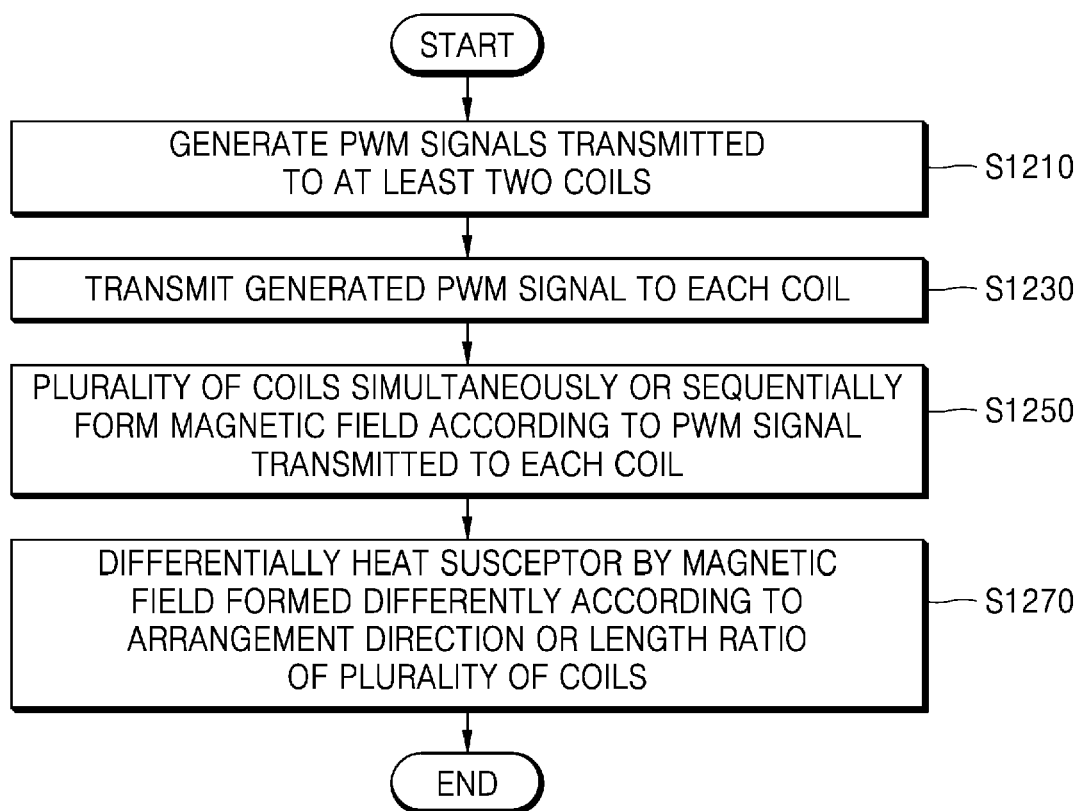 START
GENERATE PWM SIGNALS TRANSMITTED
TO AT LEAST TWO COILS
S1210
TRANSMIT GENERATED PWM SIGNAL TO EACH COIL
S1230
PLURALITY OF COILS SIMULTANEOUSLY OR SEQUENTIALLY
FORM MAGNETIC FIELD ACCORDING TO PWM SIGNAL
TRANSMITTED TO EACH COIL
S1250
DIFFERENTIALLY HEAT SUSCEPTOR BY MAGNETIC
FIELD FORMED DIFFERENTLY ACCORDING TO
ARRANGEMENT DIRECTION OR LENGTH RATIO
OF PLURALITY OF COILS
S1270
END